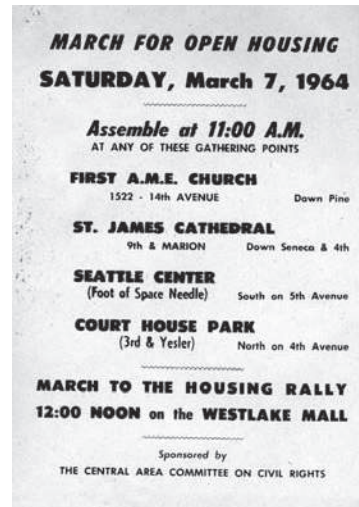 MARCH FOR OPEN HOUSING
SATURDAY, March 7, 1964
Assemble at 11:00 A.M.
AT ANY OF THESE GATHERING POINTS
FIRST A.M.E. CHURCH
1522 - 14th AVENUE Down Pine
ST. JAMES CATHEDRAL
9th & MARION Down Seneca & 4th
SEATTLE CENTER
(Foot of Space Needle) South on 5th Avenue
COURT HOUSE PARK
(3rd & Yesler) North on 4th Avenue
MARCH TO THE HOUSING RALLY
12:00 NOON on the WESTLAKE MALL
Sponsored by
THE CENTRAL AREA COMMITTEE ON CIVIL RIGHTS